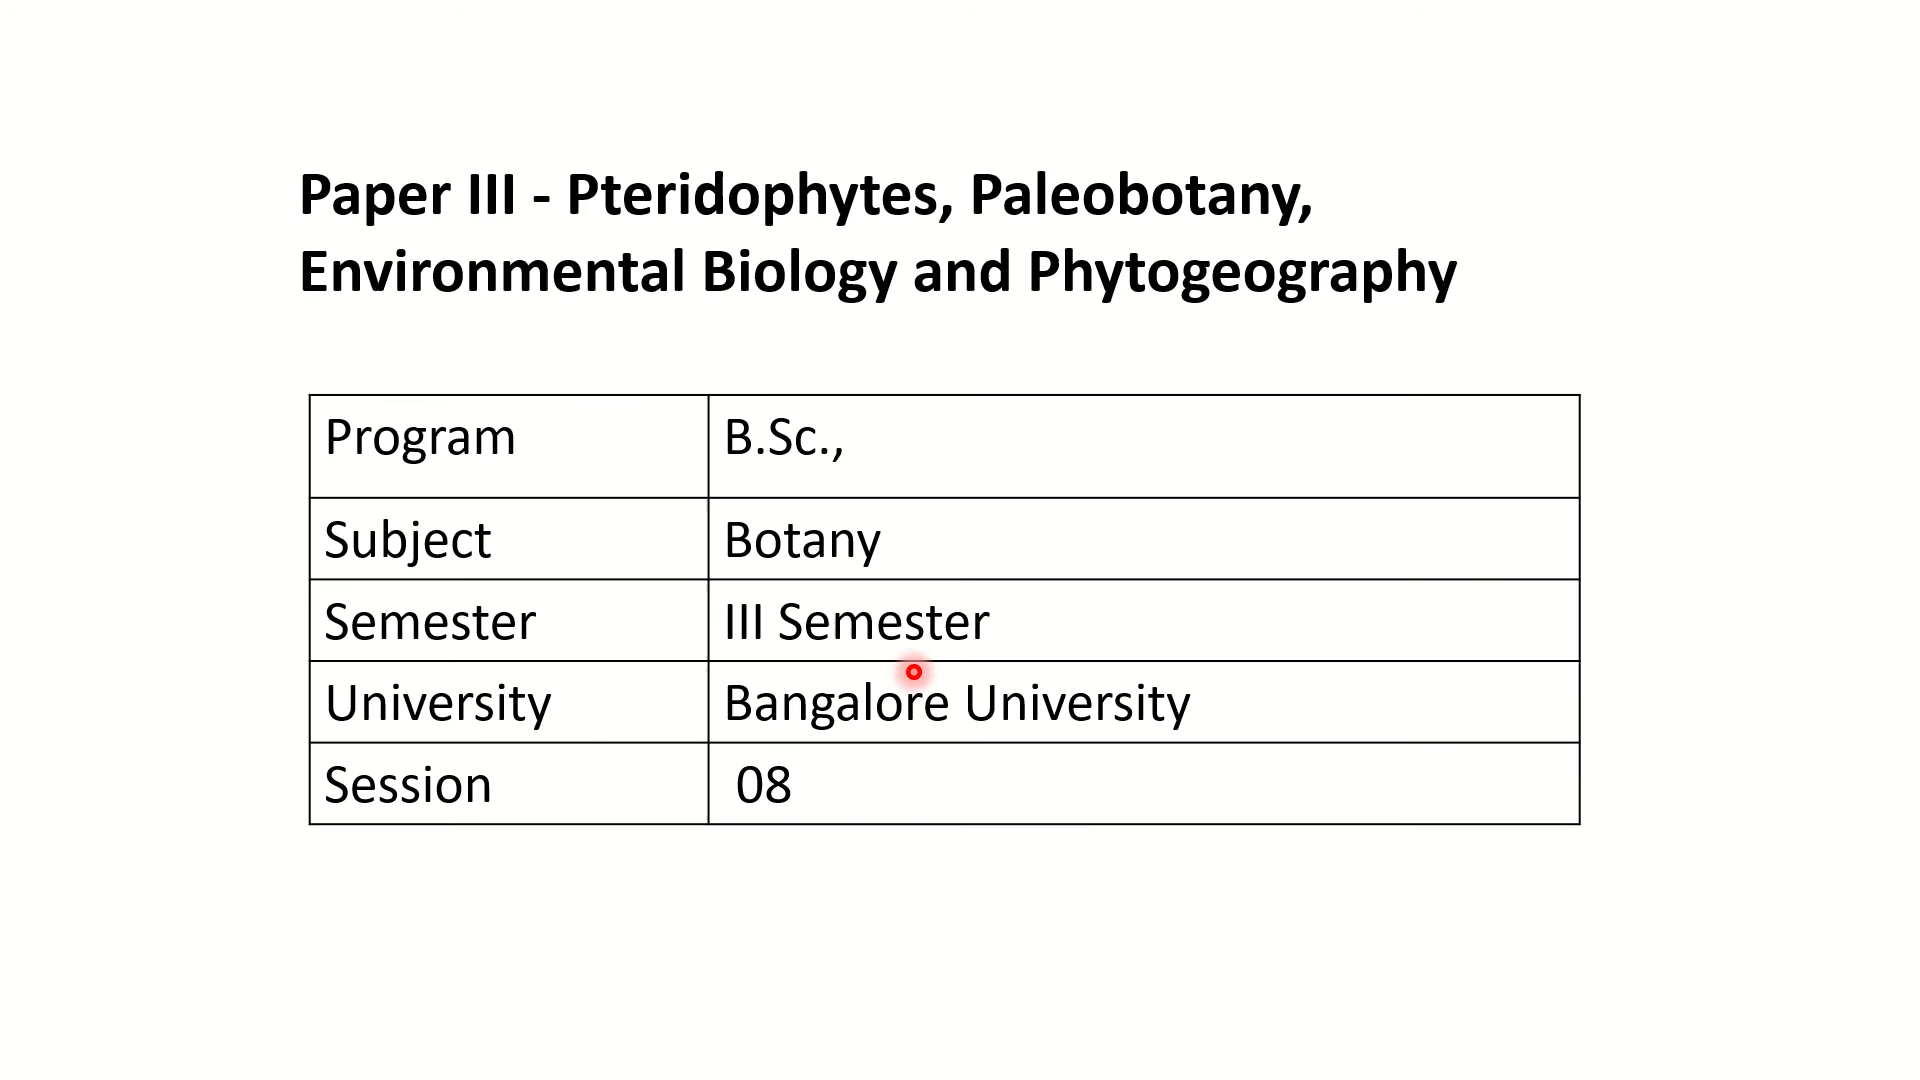 Paper III - Pteridophytes, Paleobotany,
Environmental Biology and Phytogeography
Program B.Sc.,
Subject Botany
Semester III Semester
University Bangalore University
Session 08